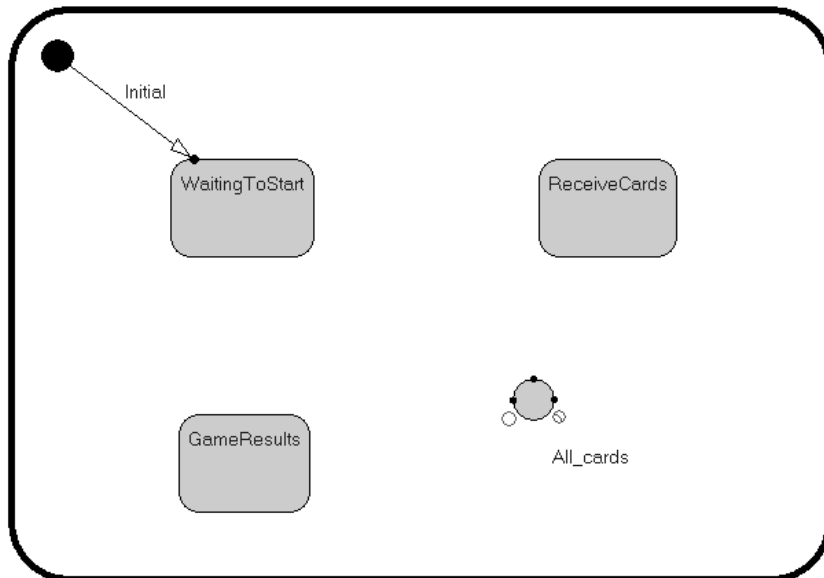 Initial
WaitingToStart
ReceiveCards
GameResults
All_cards